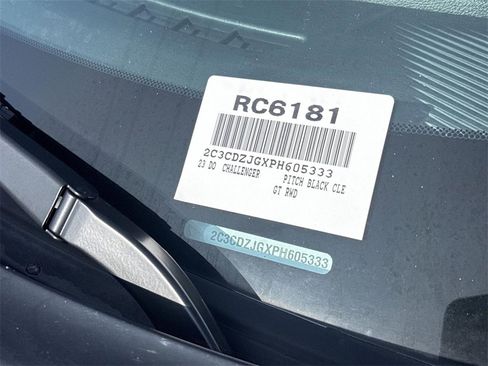 RC6181
2C3CDZJGXPH605333
23 DO CHALLENGER PITCH BLACK CLE
GT RWD
2C3CDZJGXPH605333